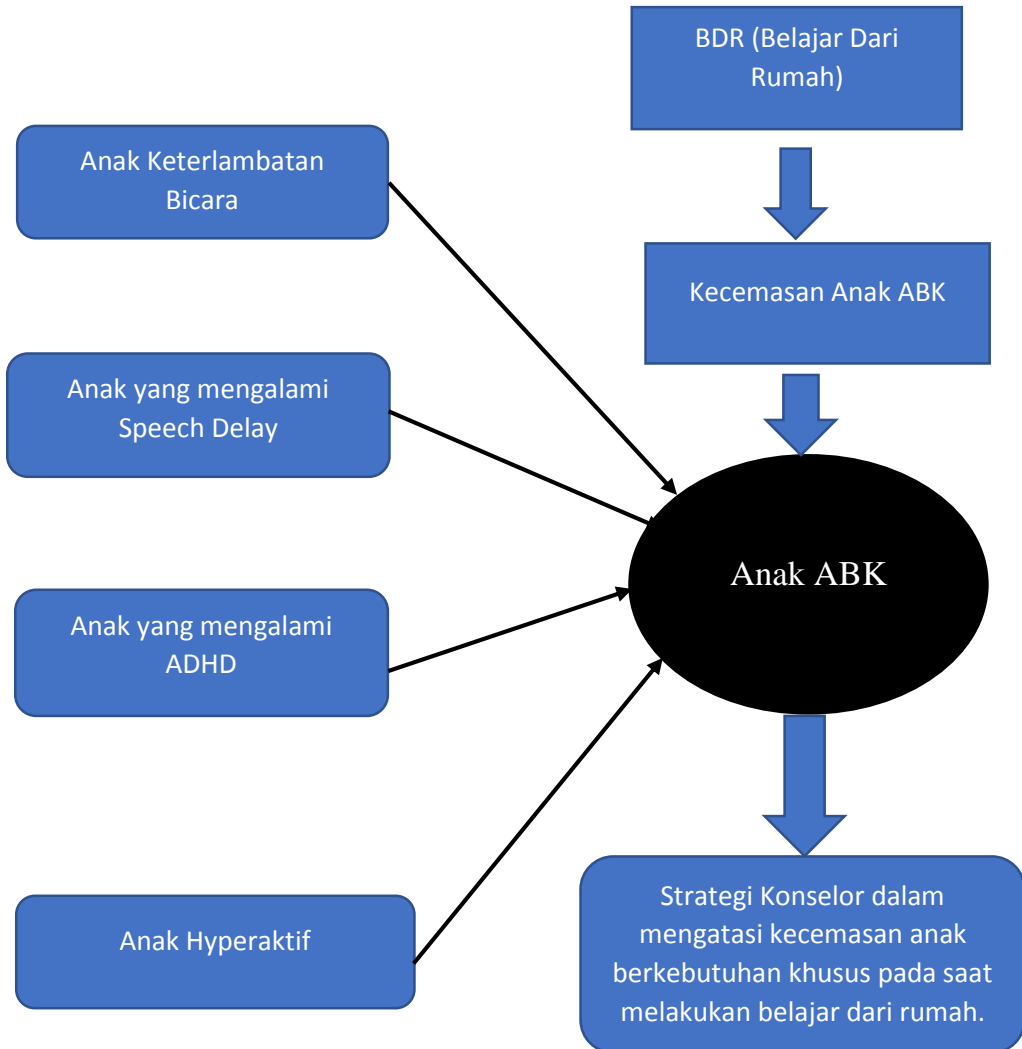 BDR (Belajar Dari
Rumah)
Anak Keterlambatan
Bicara
Kecemasan Anak ABK
Anak yang mengalami
Speech Delay
Anak ABK
Anak yang mengalami
ADHD
Anak Hyperaktif
Strategi Konselor dalam
mengatasi kecemasan anak
berkebutuhan khusus pada saat
melakukan belajar dari rumah.